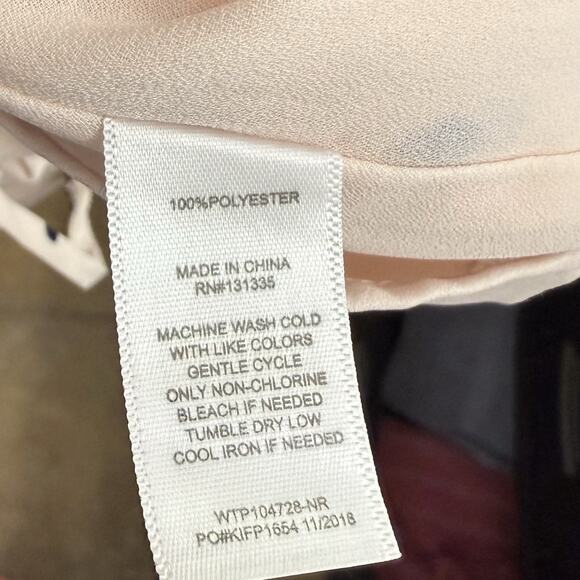 100%POLYESTER
MADE IN CHINA
RN#131335
MACHINE WASH COLD
WITH LIKE COLORS
GENTLE CYCLE
ONLY NON-CHLORINE
BLEACH IF NEEDED
TUMBLE DRY LOW
COOL IRON IF NEEDED
WTP104728-NR
PO#KIFP1654 11/2018